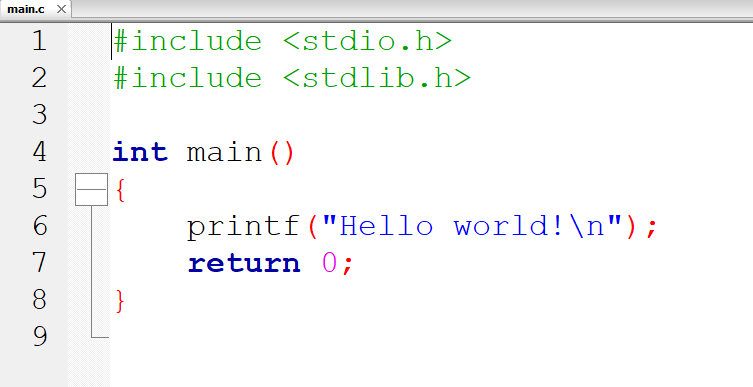 main.c
1 #include <stdio.h>
2 #include <stdlib.h>
3
4 int main()
5 {
6     printf("Hello world!\n");
7     return 0;
8 }
9